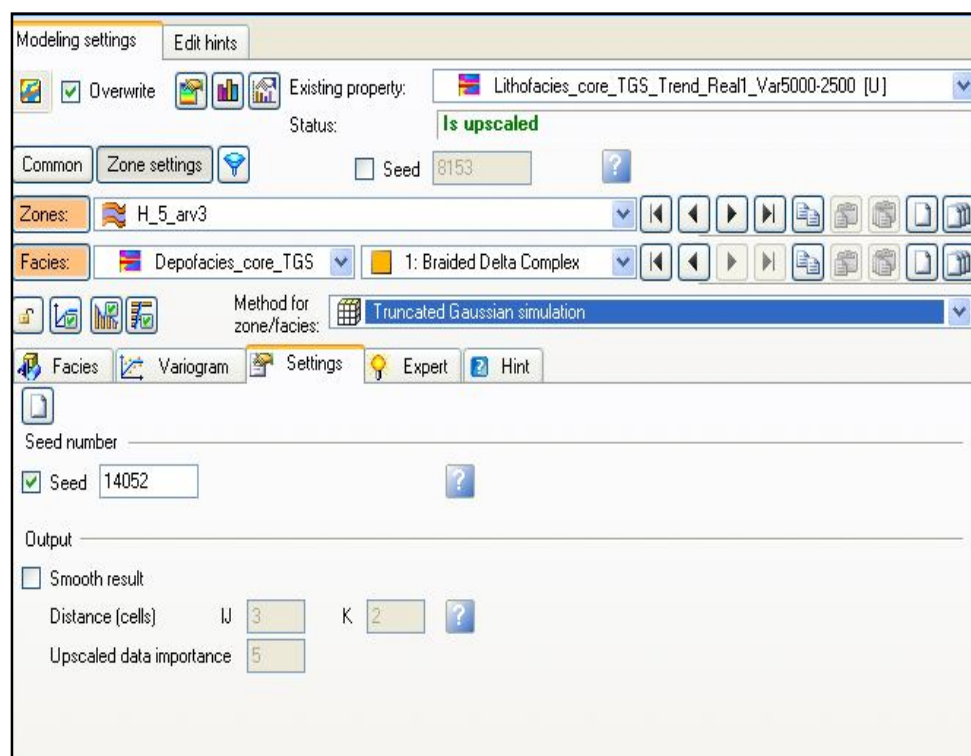 Modeling settings Edit hints
Overwrite Existing property: Lithofacies_core_TGS_Trend_Real1_Var5000-2500 [U]
Status: Is upscaled
Common Zone settings Seed 8153 ?
Zones: H_5_arv3
Facies: Depofacies_core_TGS 1: Braided Delta Complex
Method for
zone/facies: Truncated Gaussian simulation
Facies Variogram Settings Expert ? Hint
Seed number
Seed 14052 ?
Output
Smooth result
Distance (cells) IJ 3 K 2 ?
Upscaled data importance 5